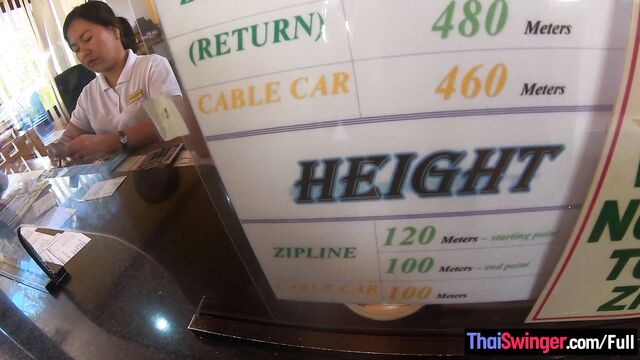 (RETURN) 480 Meters
CABLE CAR 460 Meters
HEIGHT
ZIPLINE 120 Meters – starting point
100 Meters – end point
CABLE CAR 100 Meters
ThaiSwinger.com/Full